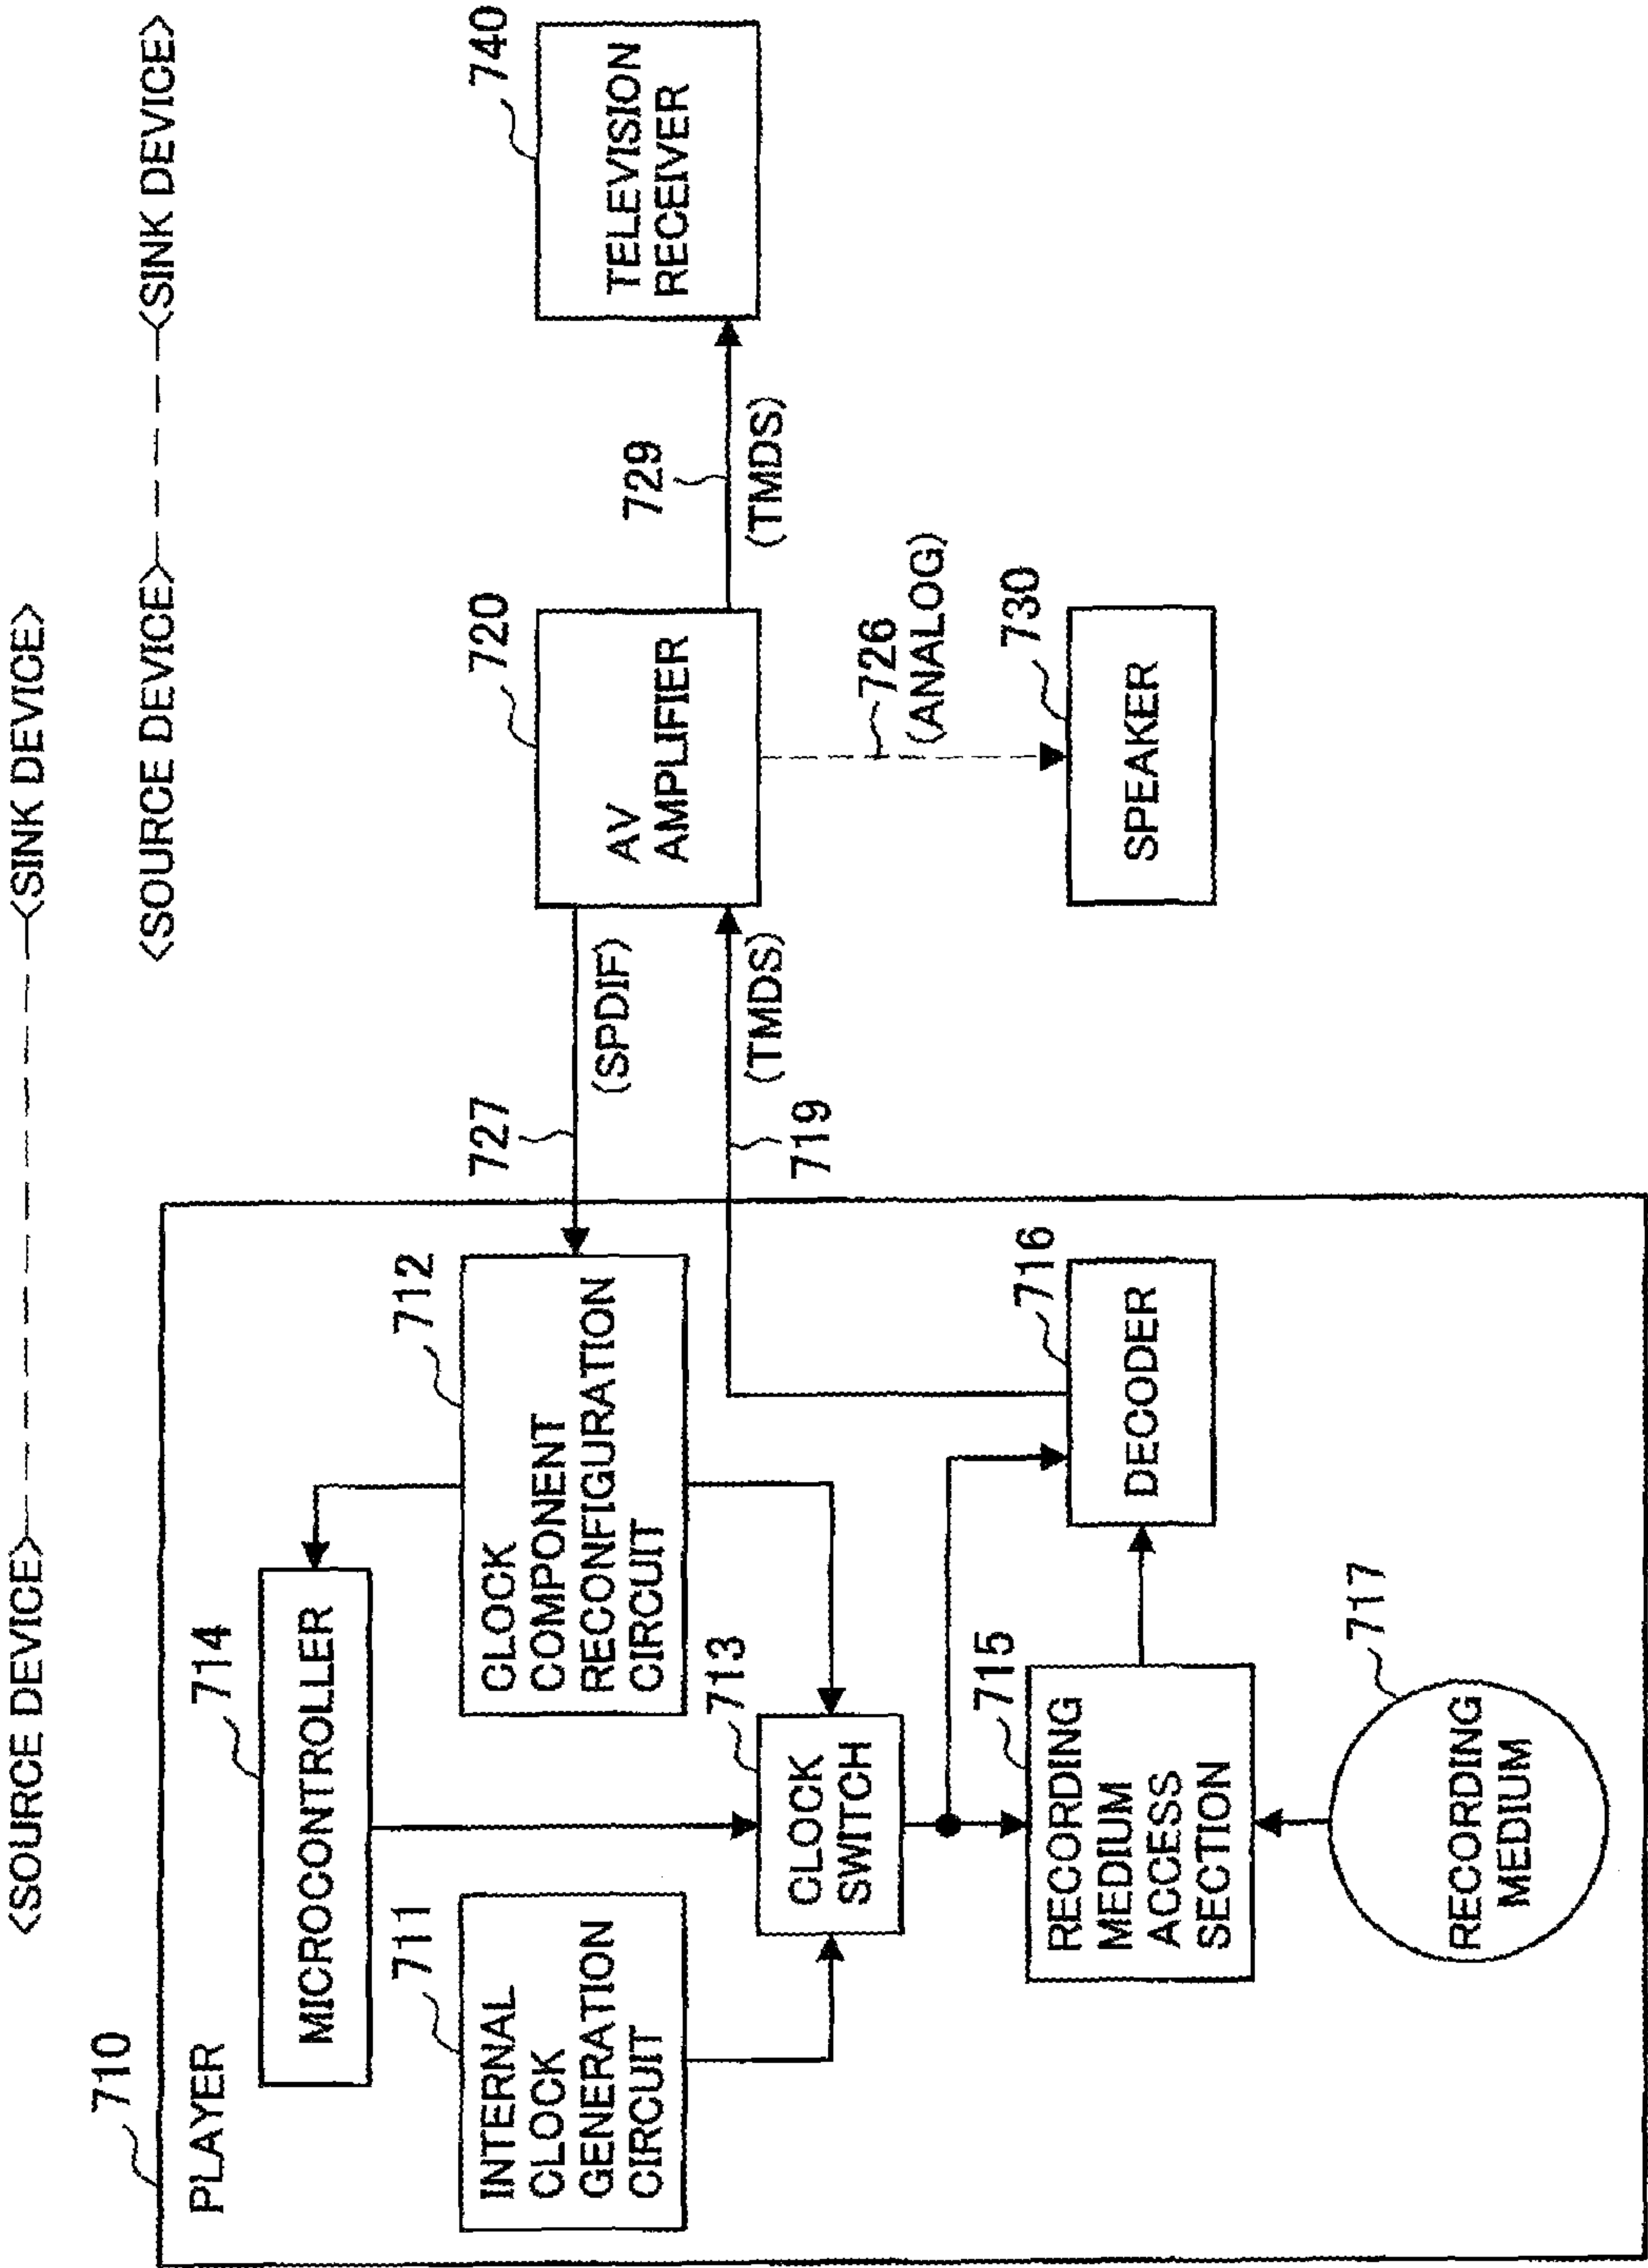 <SOURCE DEVICE>
<SINK DEVICE>
<SOURCE DEVICE>
<SINK DEVICE>
710
PLAYER
714
MICROCONTROLLER
711
INTERNAL
CLOCK
GENERATION
CIRCUIT
712
CLOCK
COMPONENT
RECONFIGURATION
CIRCUIT
713
CLOCK
SWITCH
715
RECORDING
MEDIUM
ACCESS
SECTION
716
DECODER
717
RECORDING
MEDIUM
727
(SPDIF)
719
(TMDS)
720
AV
AMPLIFIER
726
(ANALOG)
730
SPEAKER
729
(TMDS)
740
TELEVISION
RECEIVER